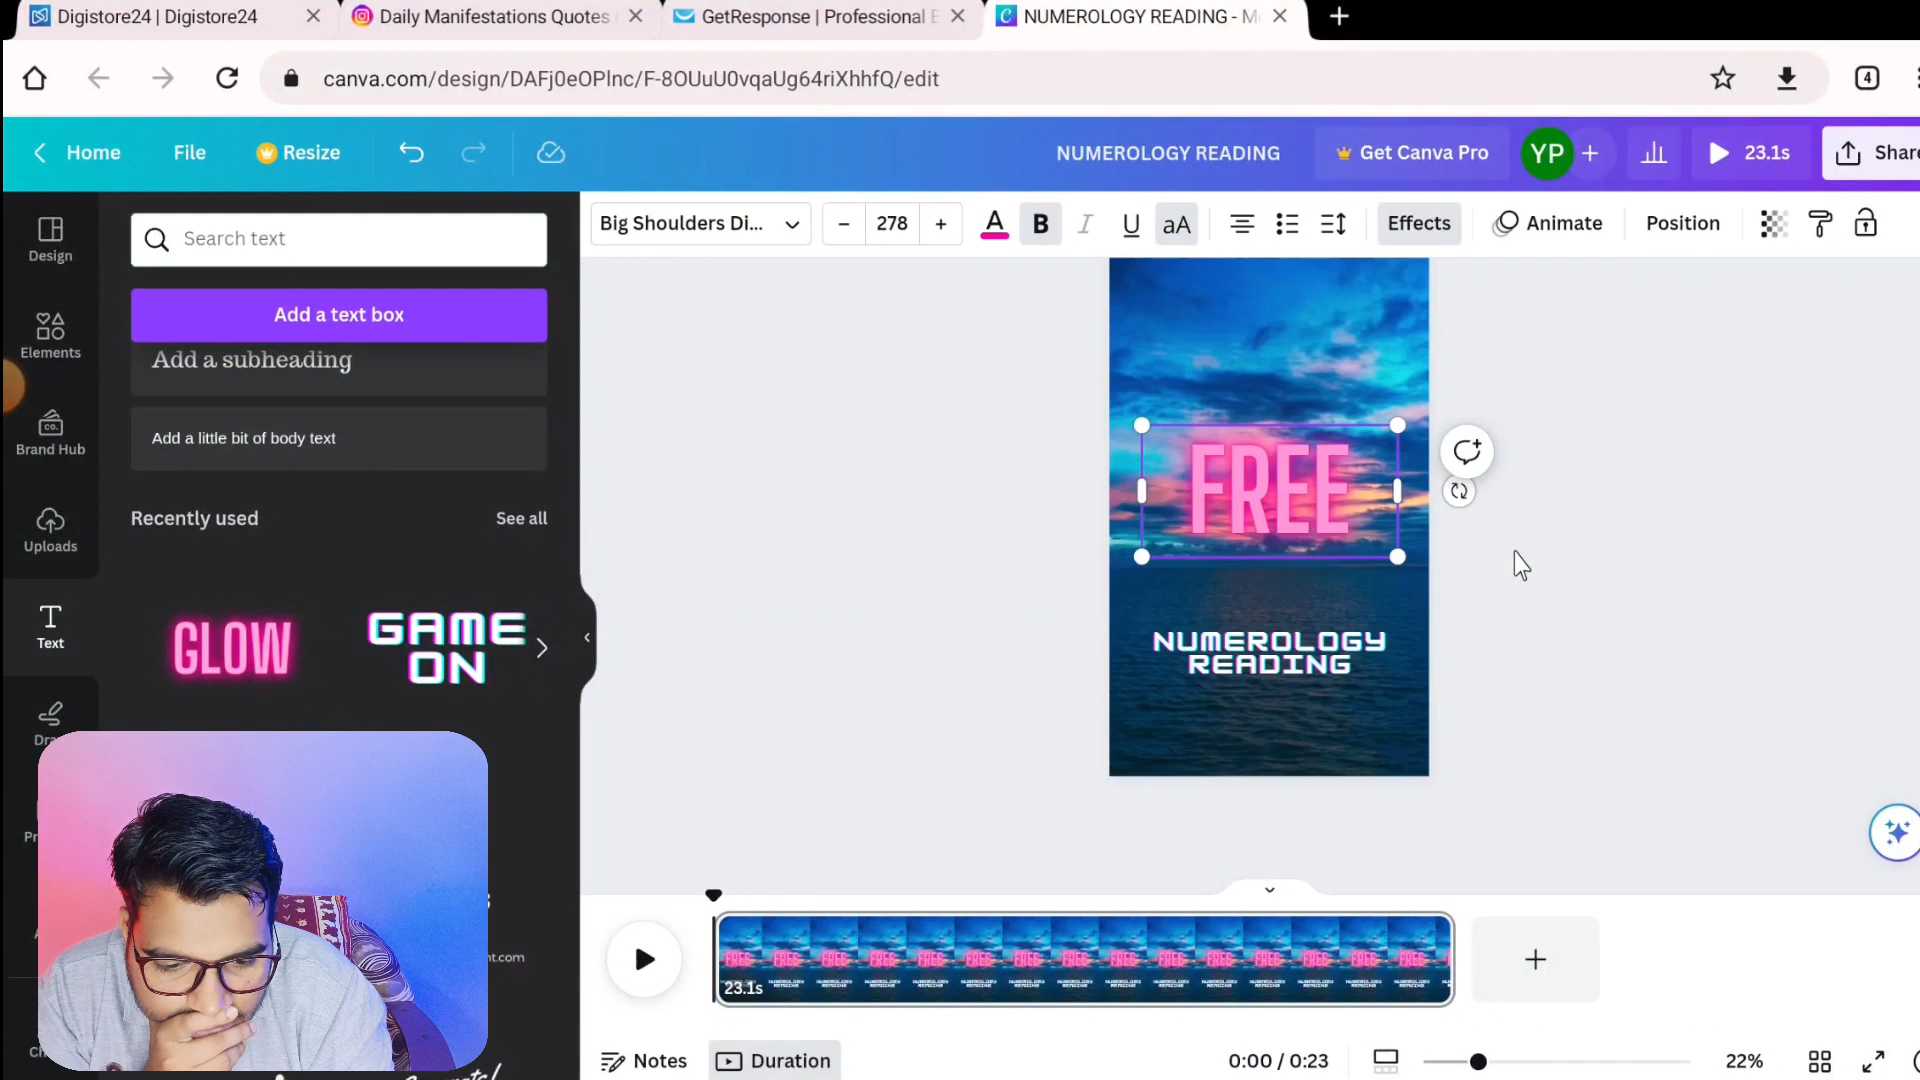 Digistore24 | Digistore24
Daily Manifestations Quotes
GetResponse | Professional E
NUMEROLOGY READING - Mo
canva.com/design/DAFj0eOPlnc/F-8OUuU0vqaUg64riXhhfQ/edit
4
Home
File
Resize
NUMEROLOGY READING
Get Canva Pro
YP
23.1s
Share
Design
Elements
Brand Hub
CO.
Uploads
Text
Search text
Add a text box
Add a subheading
Add a little bit of body text
Recently used
See all
GLOW
GAME
ON
Big Shoulders Di...
278
A
B
I
U
aA
Effects
Animate
Position
FREE
NUMEROLOGY
READING
23.1s
Notes
Duration
0:00 / 0:23
22%